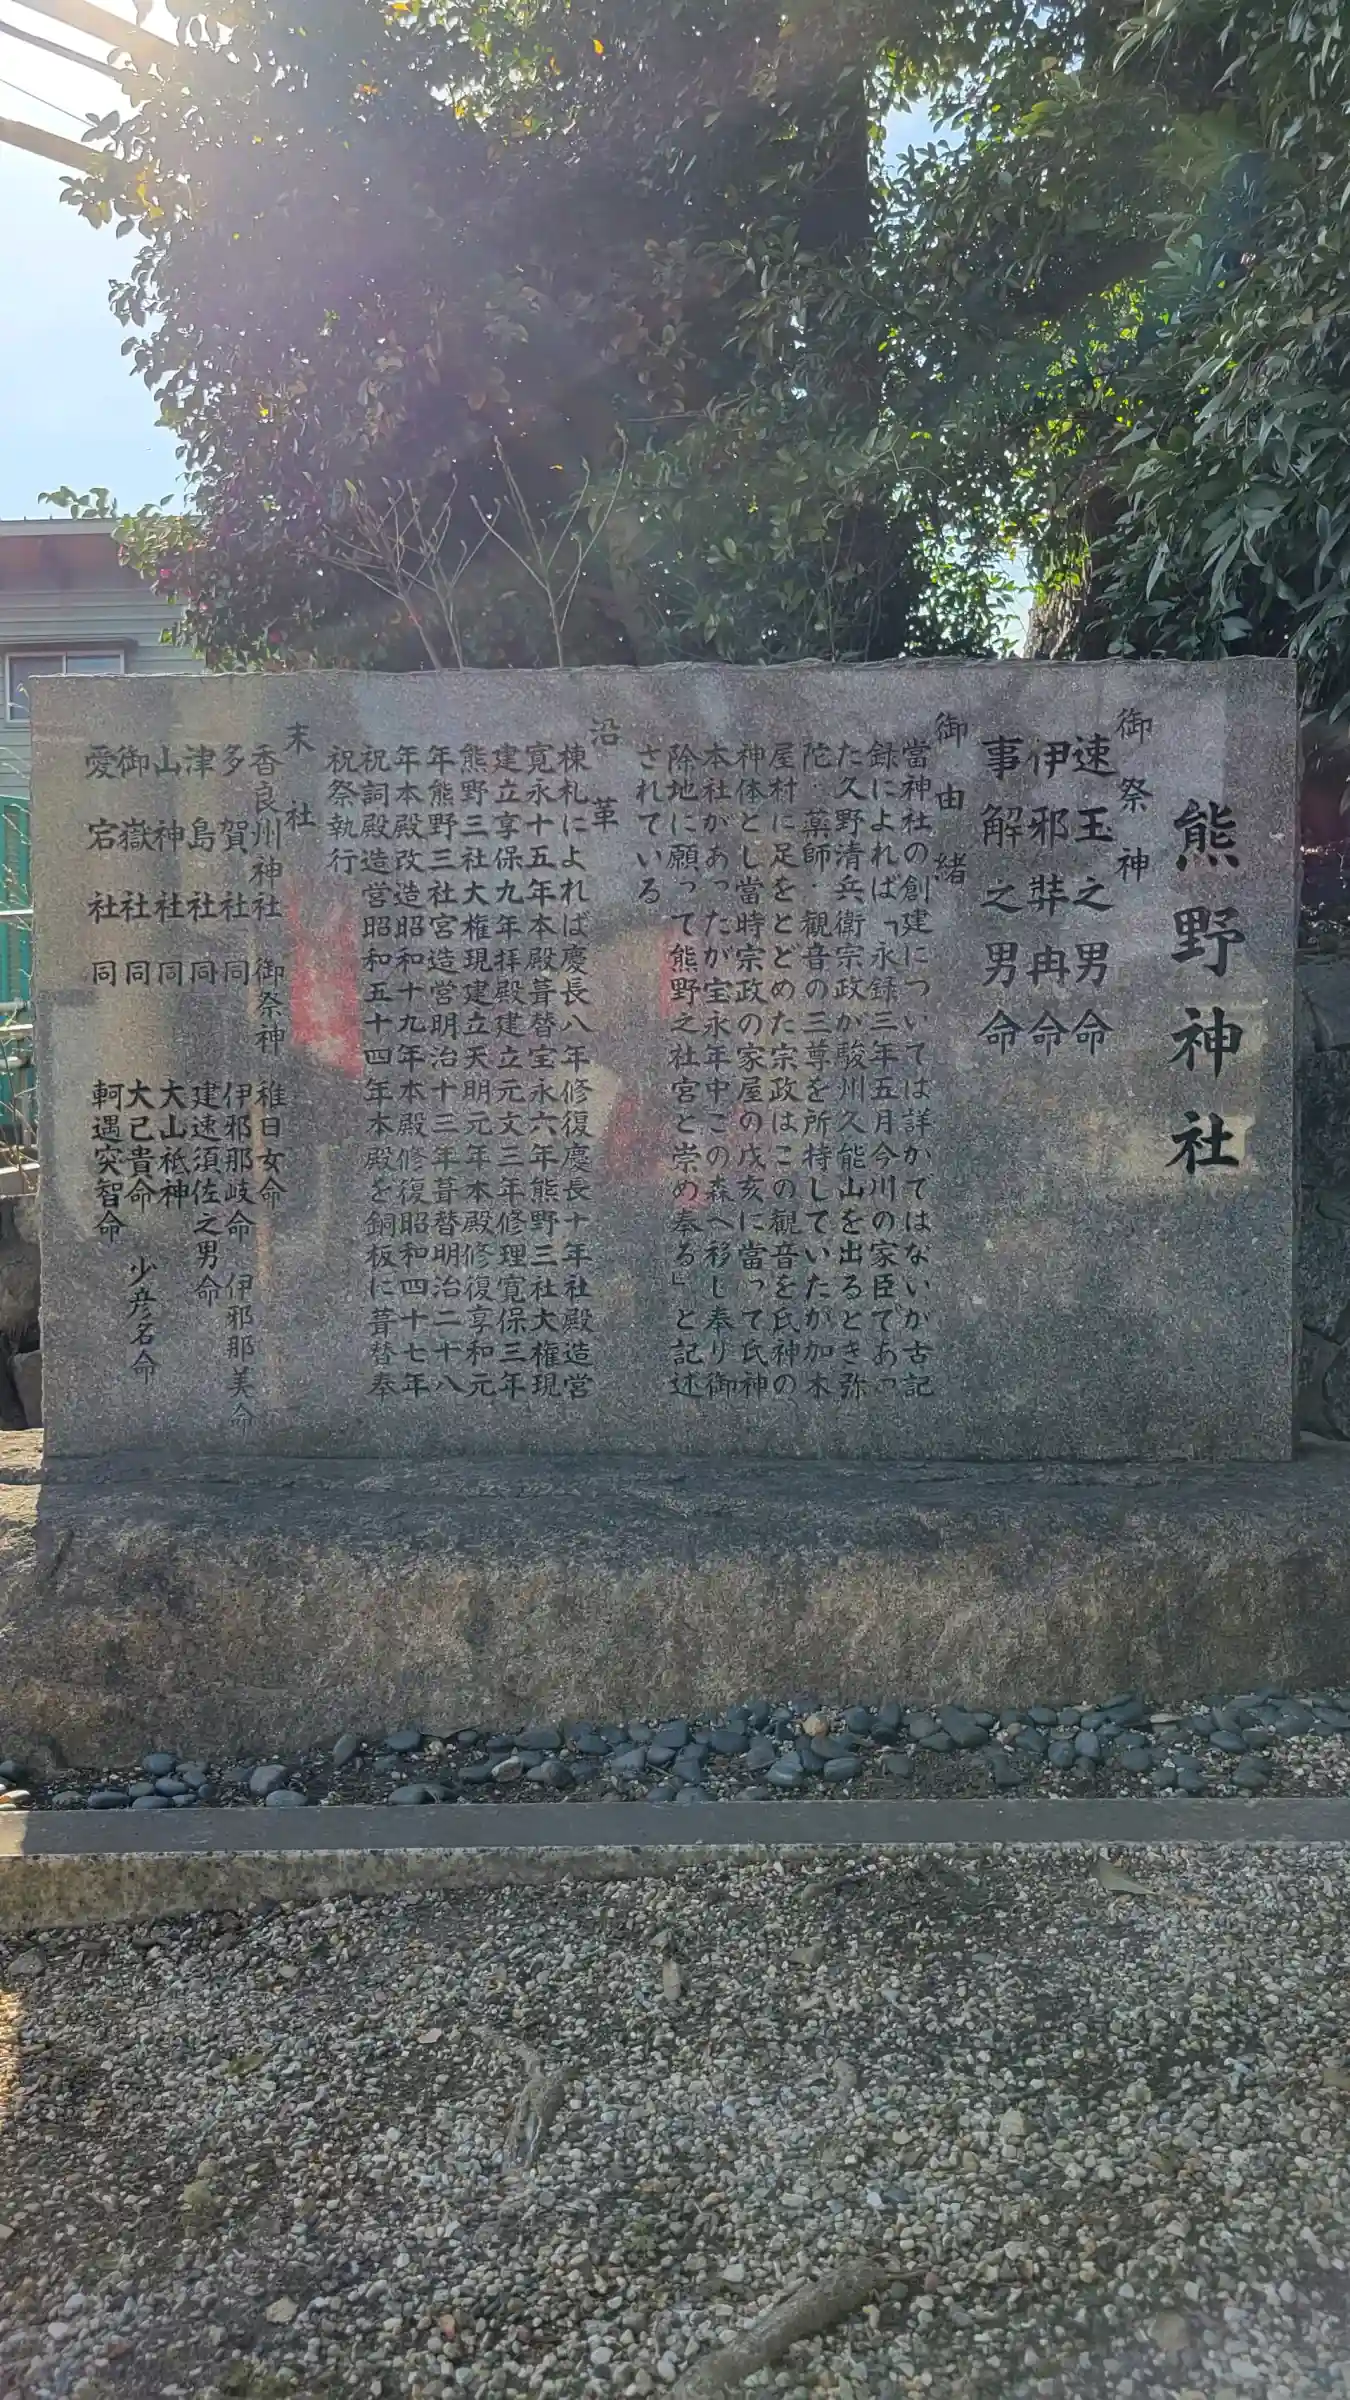 熊野神社
御祭神
速玉之男命
伊邪弉冉命
事解之男命
御由緒
當神社の創建については詳かではないが古記
録によれば「永録三年五月今川の家臣であっ
た久野清兵衛宗政が駿川久能山を出るとき弥
陀・薬師・観音の三尊を所持していたが加木
屋村に足をとどめた宗政はこの観音を氏神の
神体とし當時宗政の家屋の戌亥に當って氏神
本社があったが宝永年中この森へ移し奉り御
除地に願って熊野之社宮と崇め奉る」と記述
されている
沿革
棟札によれば慶長八年修復慶長十年社殿造営
寛永十五年本殿葺替宝永六年熊野三社大権現
建立享保九年拝殿建立元文三年修理寛保三年
熊野三社大権現建立天明元年本殿修復享和元
年熊野三社宮造営明治十三年葺替明治二十八
年本殿改造昭和十九年本殿修復昭和四十七年
祝詞殿造営昭和五十四年本殿を銅板に葺替奉
祝祭執行
末社
香良州神社 御祭神 稚日女命
多賀社 同 伊邪那岐命 伊邪那美命
津島社 同 建速須佐之男命
山神社 同 大山祇神
御嶽社 同 大己貴命 少彦名命
愛宕社 同 軻遇突智命